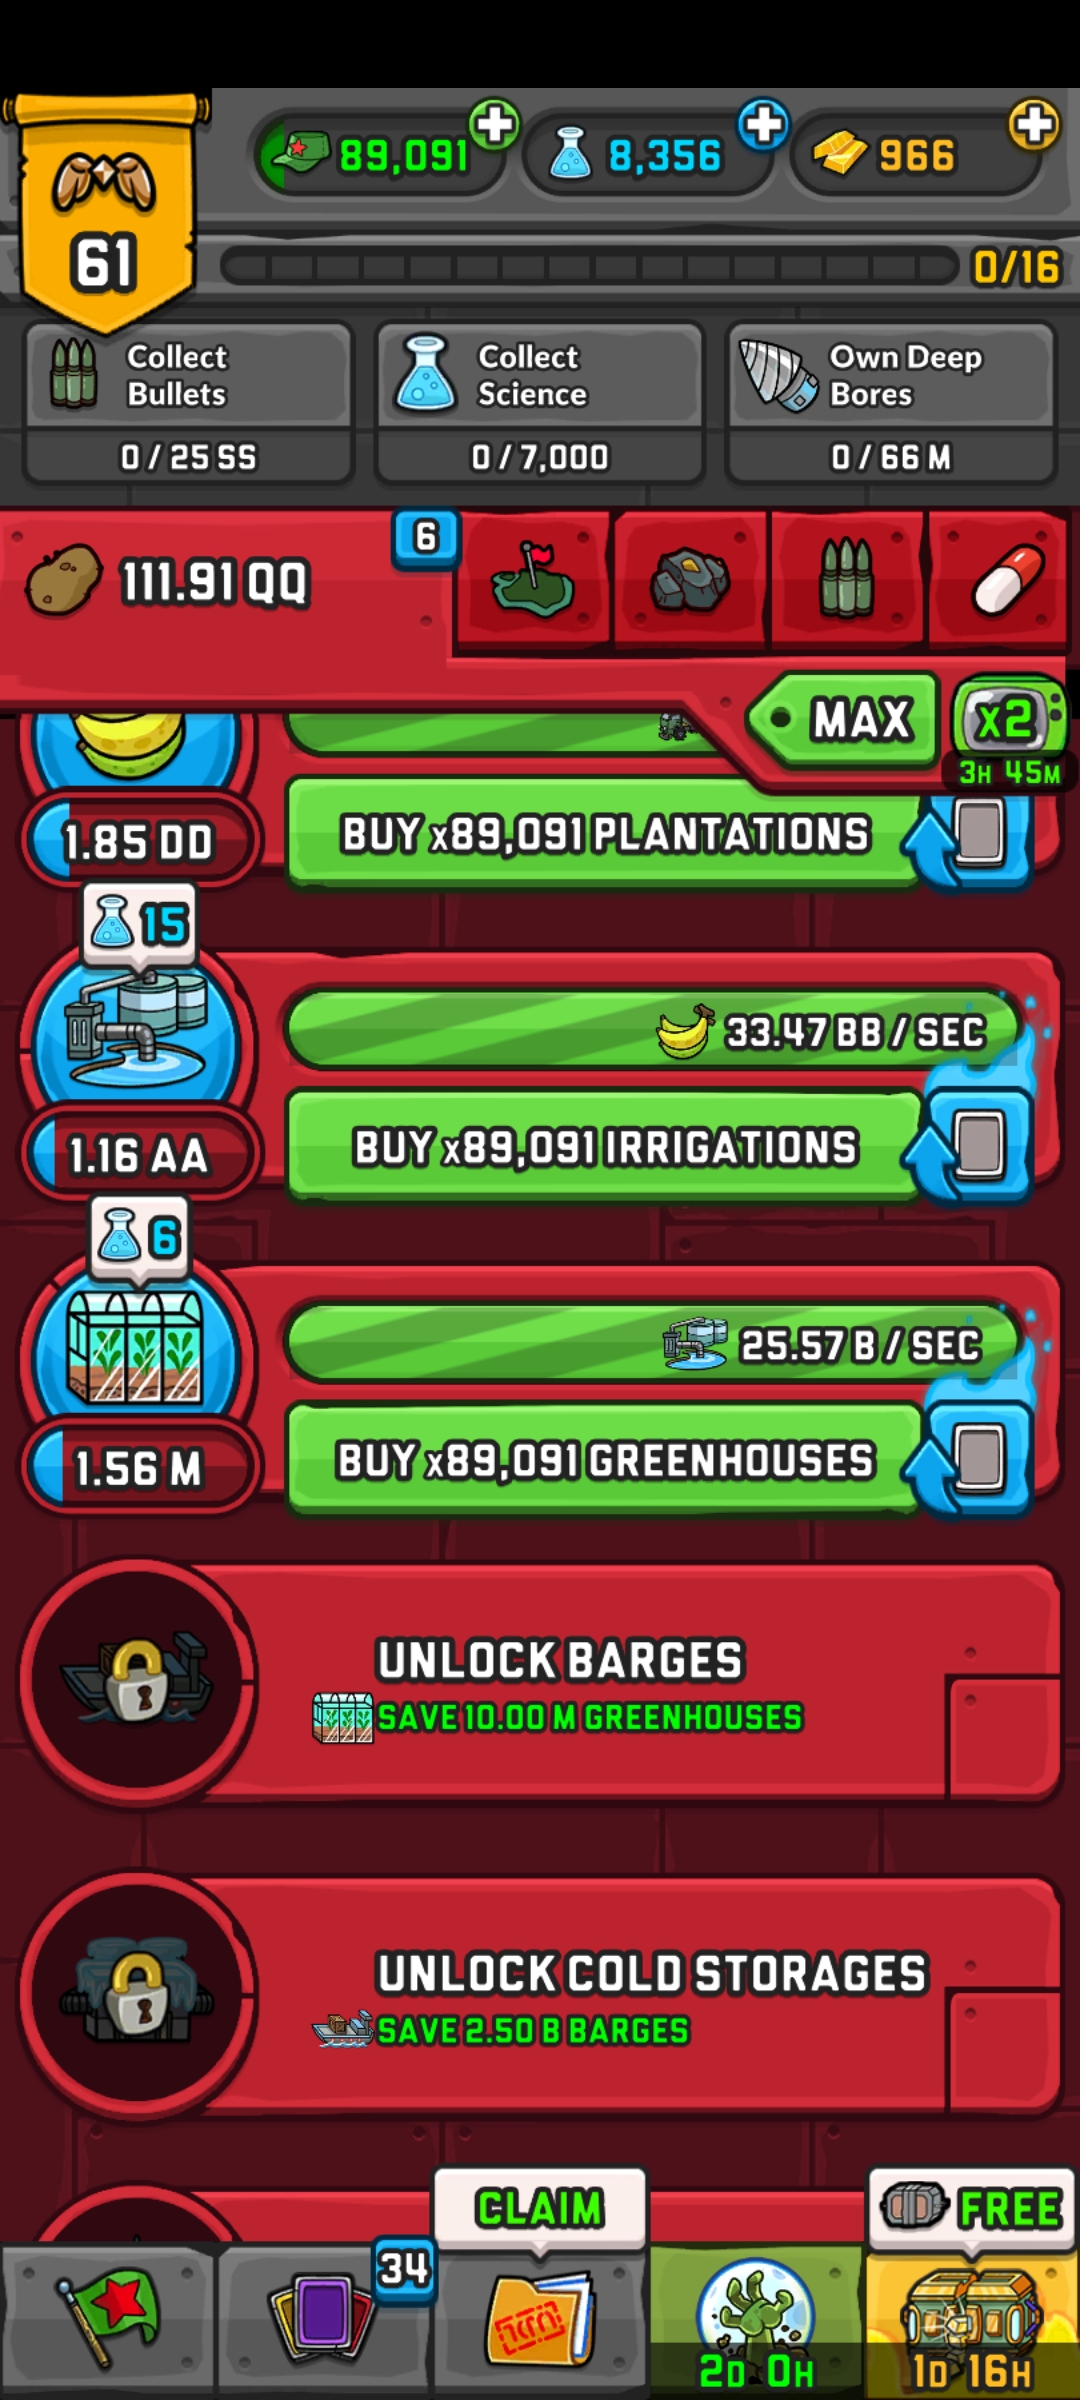 89,091
8,356
966
61
0/16
Collect
Bullets
0 / 25 SS
Collect
Science
0 / 7,000
Own Deep
Bores
0 / 66 M
111.91 QQ
6
MAX
x2
3H 45M
1.85 DD
BUY x89,091 PLANTATIONS
15
33.47 BB / SEC
1.16 AA
BUY x89,091 IRRIGATIONS
6
25.57 B / SEC
1.56 M
BUY x89,091 GREENHOUSES
UNLOCK BARGES
SAVE 10.00 M GREENHOUSES
UNLOCK COLD STORAGES
SAVE 2.50 B BARGES
CLAIM
FREE
34
2D 0H
1D 16H